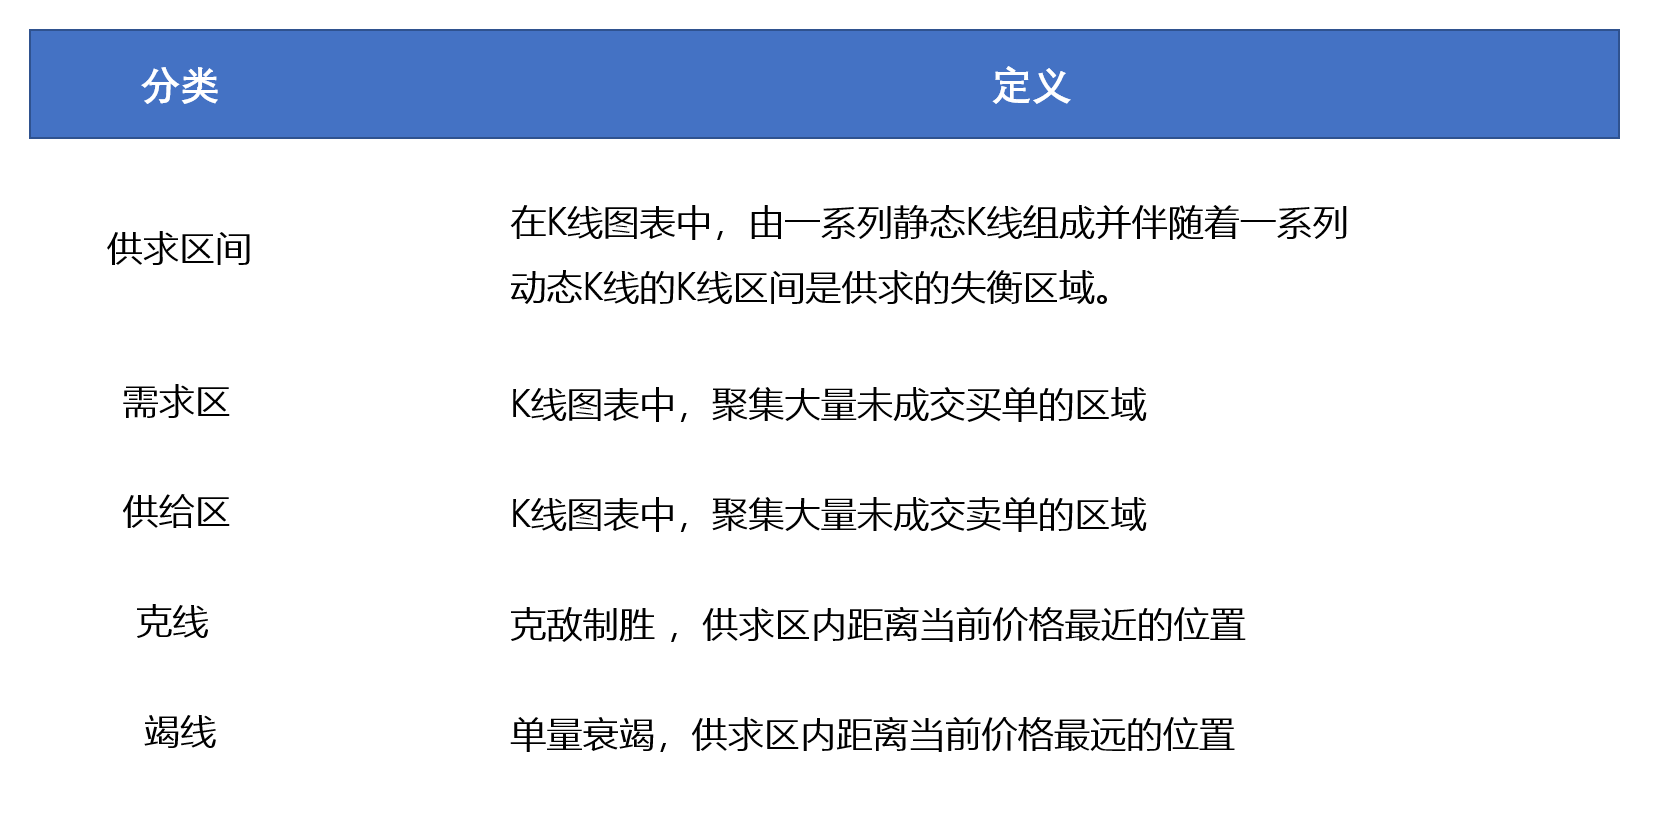 分类 定义
在K线图表中，由一系列静态K线组成并伴随着一系列
供求区间
动态K线的K线区间是供求的失衡区域。
需求区 K线图表中，聚集大量未成交买单的区域
供给区 K线图表中，聚集大量未成交卖单的区域
克线 克敌制胜 ，供求区内距离当前价格最近的位置
竭线 单量衰竭，供求区内距离当前价格最远的位置